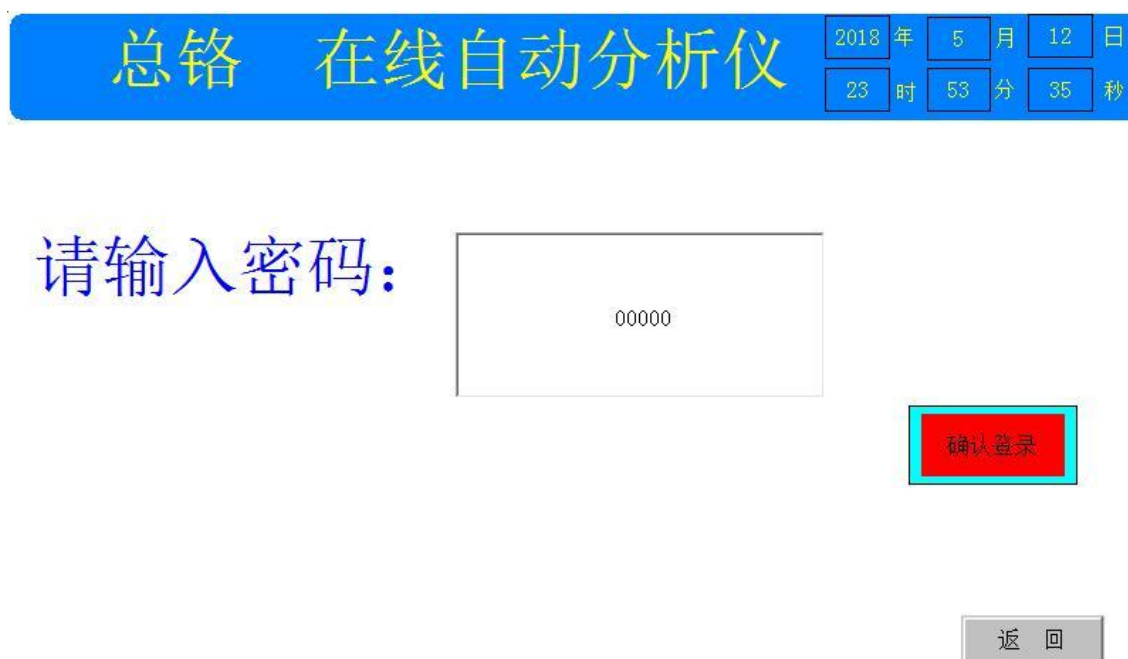 总铬 在线自动分析仪
2018 年 5 月 12 日
23 时 53 分 35 秒
请输入密码：
00000
确认登录
返 回